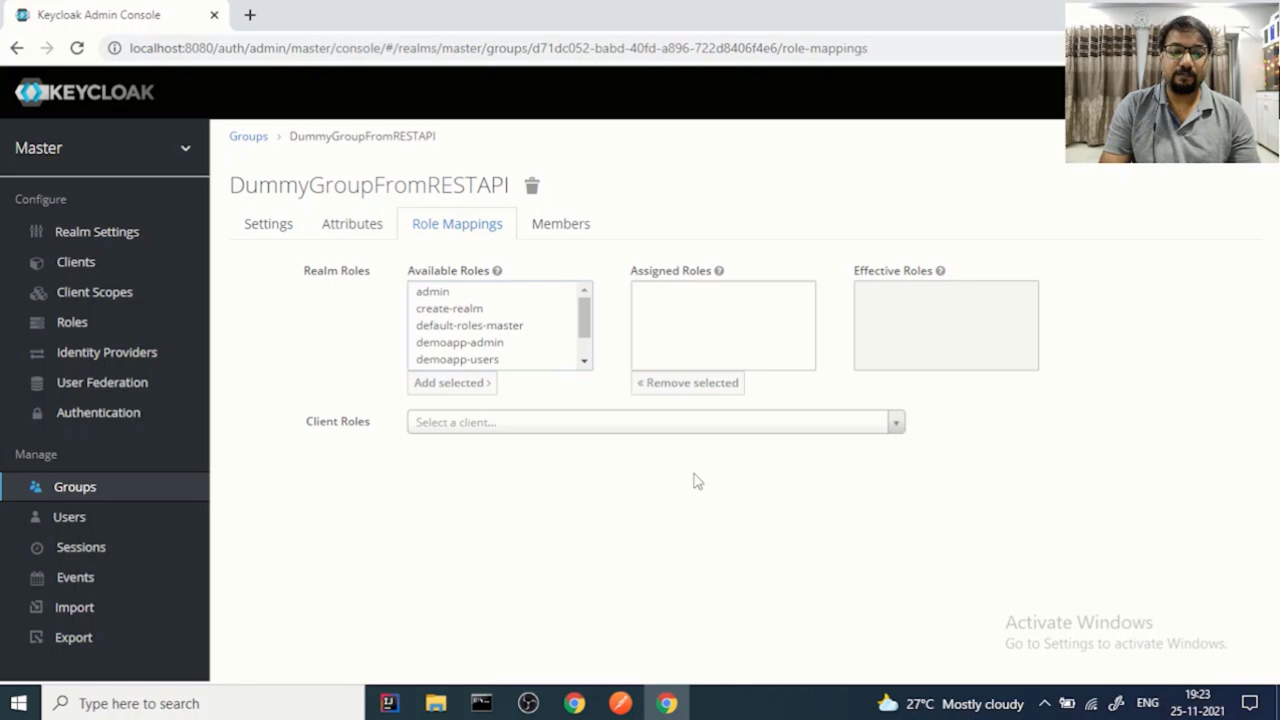 Keycloak Admin Console
localhost:8080/auth/admin/master/console/#/realms/master/groups/d71dc052-babd-40fd-a896-722d8406f4e6/role-mappings
KEYCLOAK
Master
Configure
Realm Settings
Clients
Client Scopes
Roles
Identity Providers
User Federation
Authentication
Manage
Groups
Users
Sessions
Events
Import
Export
Groups > DummyGroupFromRESTAPI
DummyGroupFromRESTAPI
Settings Attributes Role Mappings Members
Realm Roles Available Roles Assigned Roles Effective Roles
admin
create-realm
default-roles-master
demoapp-admin
demoapp-users
Add selected > « Remove selected
Client Roles Select a client...
Activate Windows
Go to Settings to activate Windows.
Type here to search 27°C Mostly cloudy ENG 19:23
25-11-2021